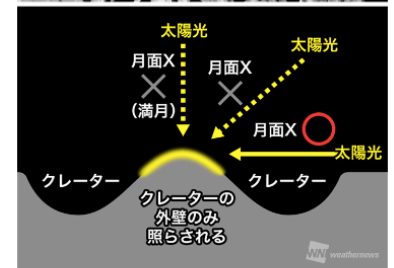 太陽光
月面X
(満月)
月面X
太陽光
月面X
太陽光
クレーター
クレーターの
外壁のみ
照らされる
クレーター
WNI weathernews